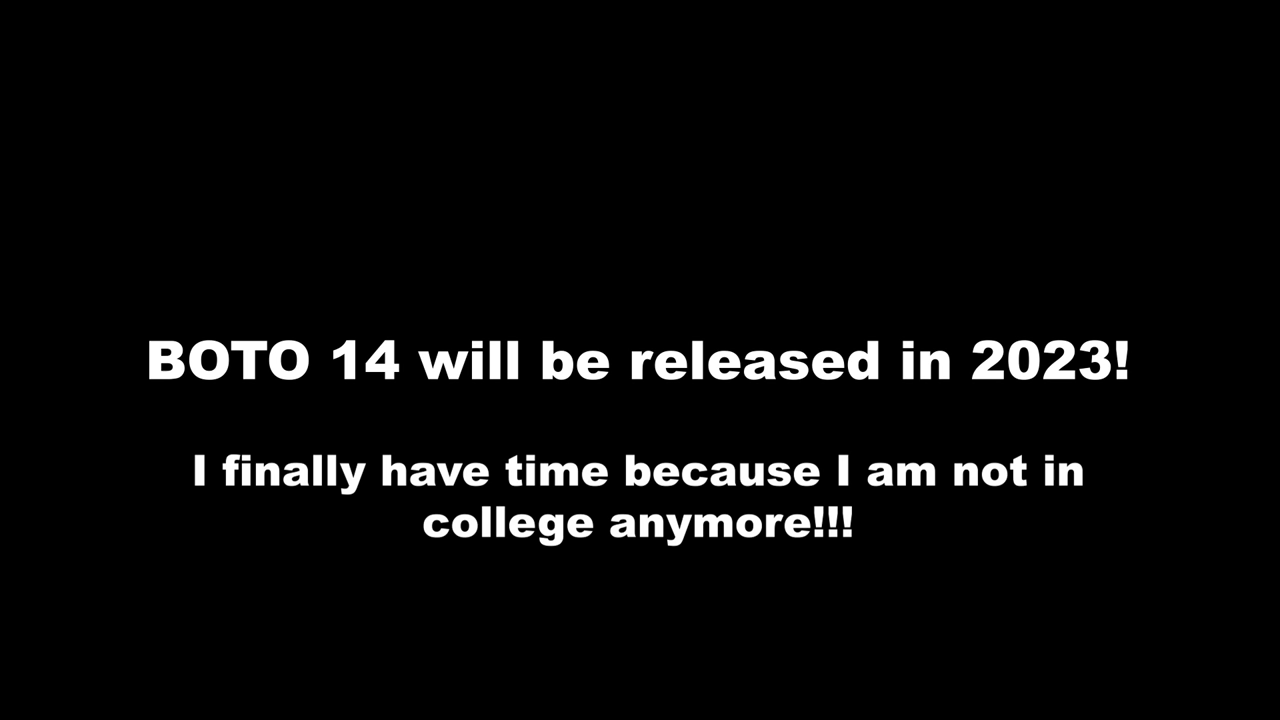 BOTO 14 will be released in 2023!
I finally have time because I am not in
college anymore!!!